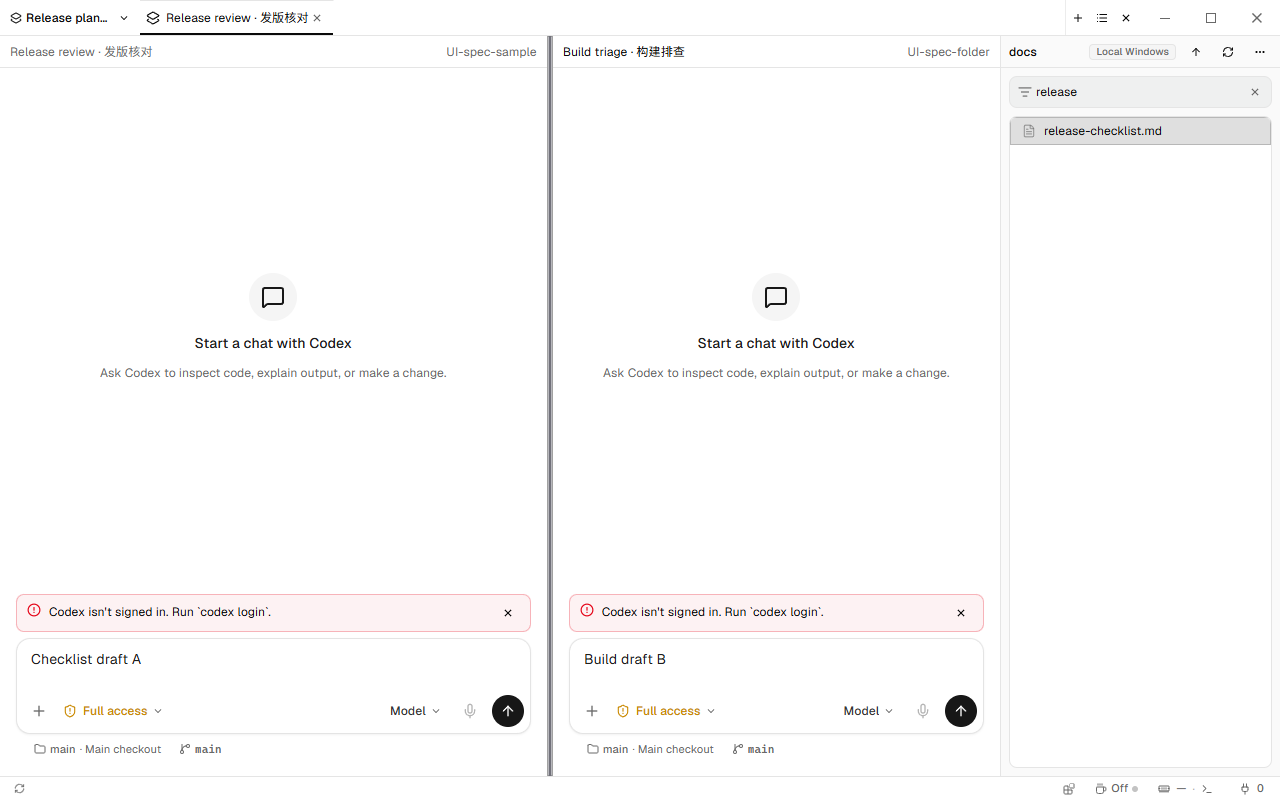 Release plan...
Release review · 发版核对
Release review · 发版核对
UI-spec-sample
Start a chat with Codex
Ask Codex to inspect code, explain output, or make a change.
Codex isn't signed in. Run `codex login`.
Checklist draft A
Full access
Model
main · Main checkout
main
Build triage · 构建排查
UI-spec-folder
Start a chat with Codex
Ask Codex to inspect code, explain output, or make a change.
Codex isn't signed in. Run `codex login`.
Build draft B
Full access
Model
main · Main checkout
main
docs
Local Windows
release
release-checklist.md
Off
— ·
0